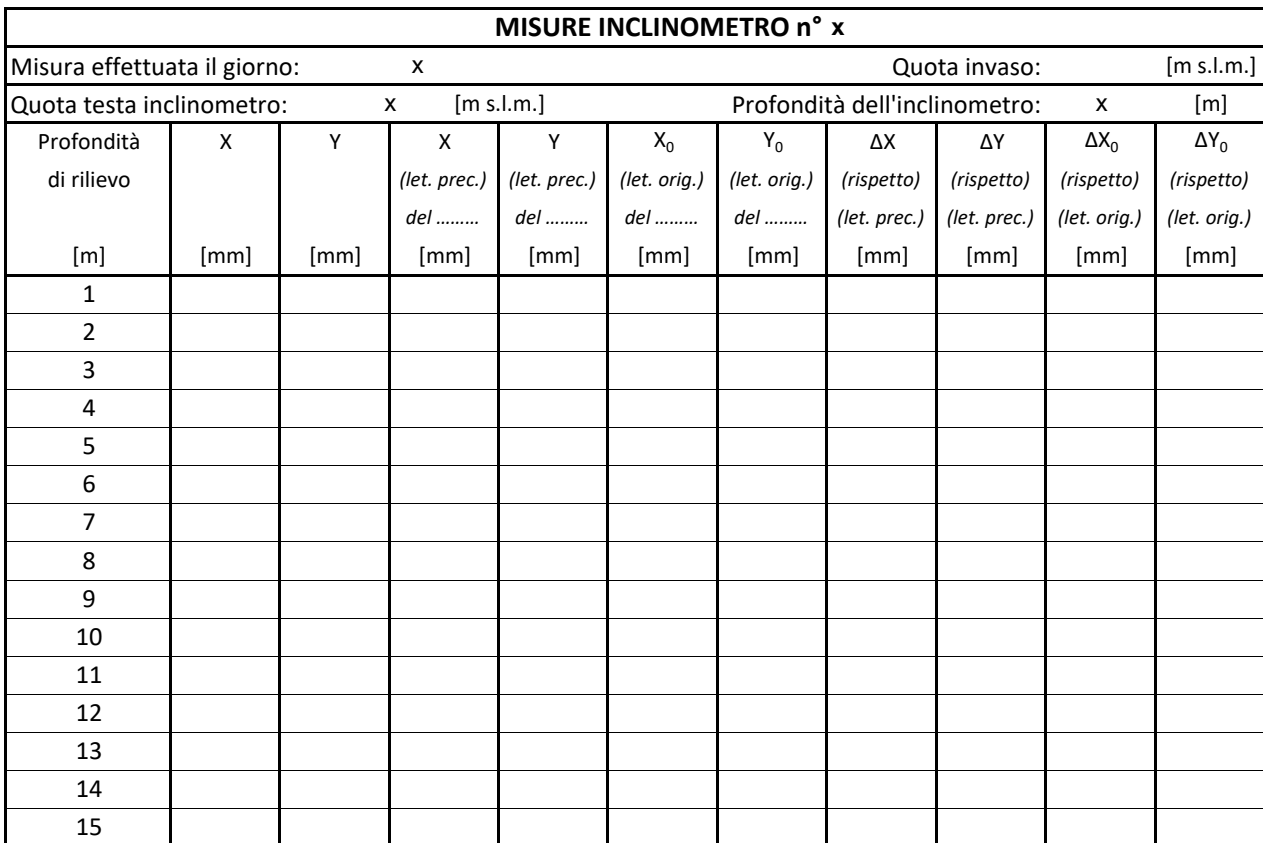 MISURE INCLINOMETRO n° x
Misura effettuata il giorno: x Quota invaso: [m s.l.m.]
Quota testa inclinometro: x [m s.l.m.] Profondità dell'inclinometro: x [m]
Profondità X Y X Y X₀ Y₀ ΔX ΔY ΔX₀ ΔY₀
di rilievo (let. prec.) (let. prec.) (let. orig.) (let. orig.) (rispetto) (rispetto) (rispetto) (rispetto)
del ……… del ……… del ……… del ……… (let. prec.) (let. prec.) (let. orig.) (let. orig.)
[m] [mm] [mm] [mm] [mm] [mm] [mm] [mm] [mm] [mm] [mm]
1
2
3
4
5
6
7
8
9
10
11
12
13
14
15